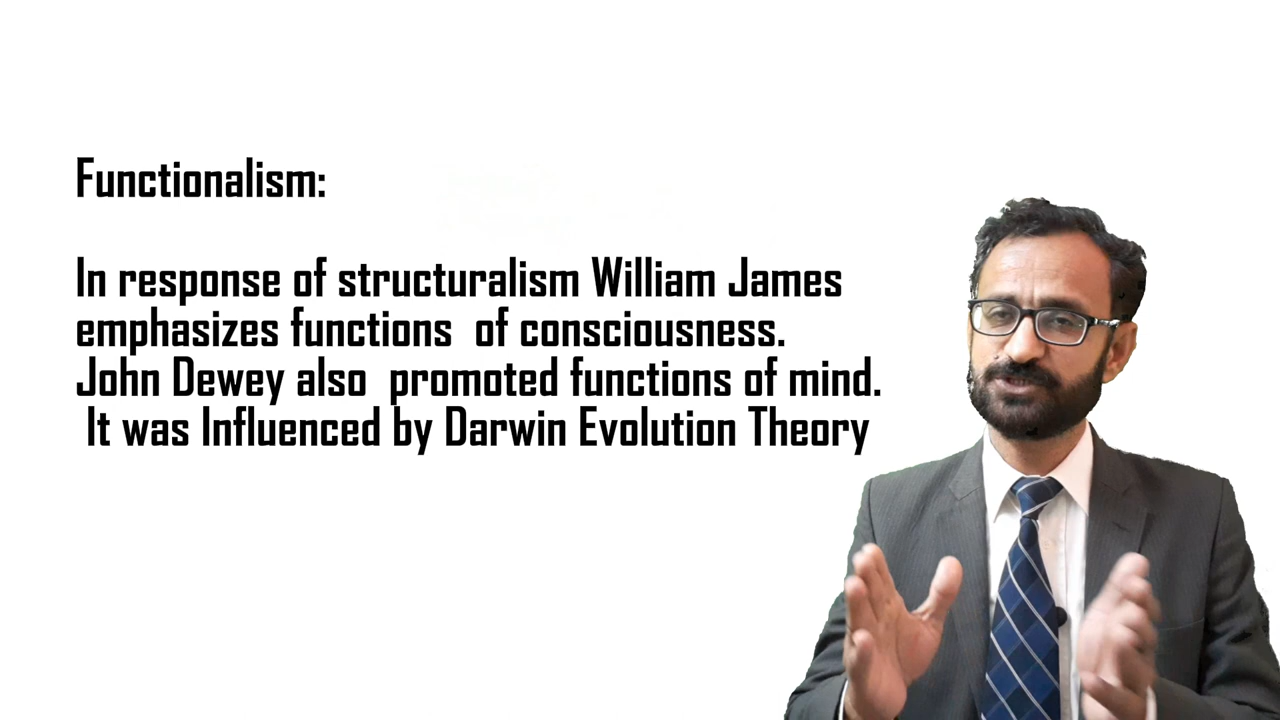 Functionalism:
In response of structuralism William James
emphasizes functions  of consciousness.
John Dewey also  promoted functions of mind.
It was Influenced by Darwin Evolution Theory